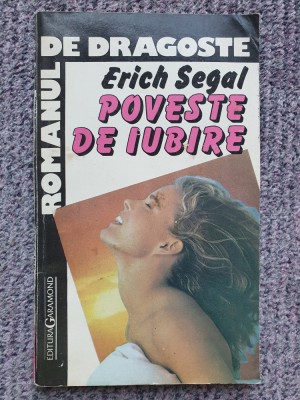 ROMANUL
DE DRAGOSTE
Erich Segal
POVESTE
DE IUBIRE
EDITURA GARAMOND